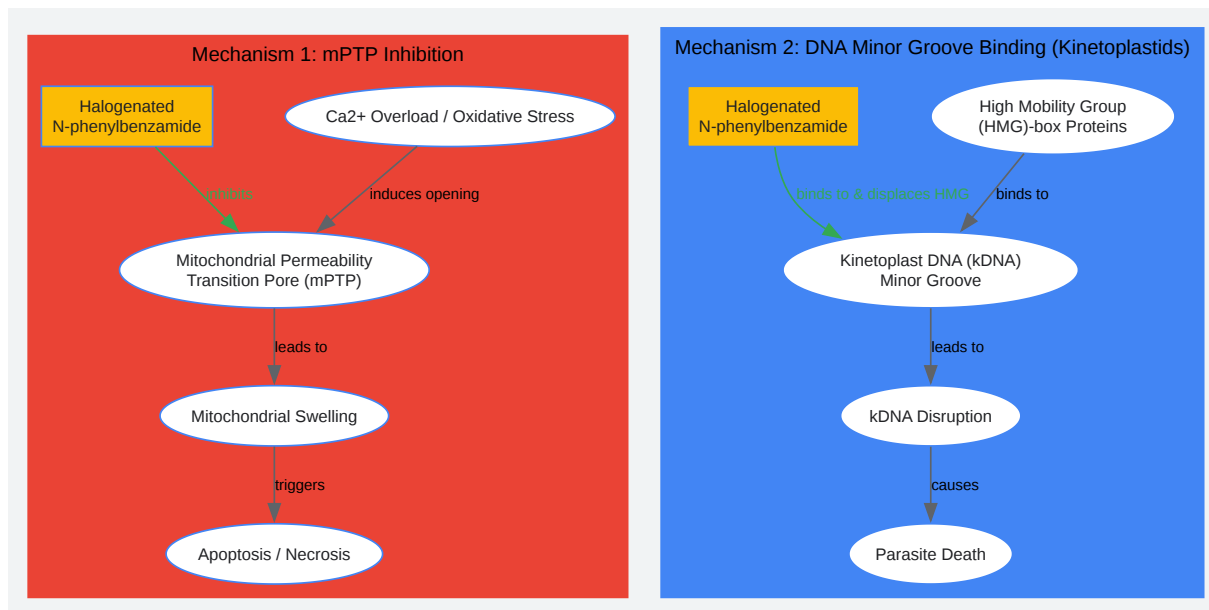 Mechanism 1: mPTP Inhibition
Halogenated
N-phenylbenzamide
Ca2+ Overload / Oxidative Stress
inhibits
induces opening
Mitochondrial Permeability
Transition Pore (mPTP)
leads to
Mitochondrial Swelling
triggers
Apoptosis / Necrosis
Mechanism 2: DNA Minor Groove Binding (Kinetoplastids)
Halogenated
N-phenylbenzamide
High Mobility Group
(HMG)-box Proteins
binds to & displaces HMG
binds to
Kinetoplast DNA (kDNA)
Minor Groove
leads to
kDNA Disruption
causes
Parasite Death